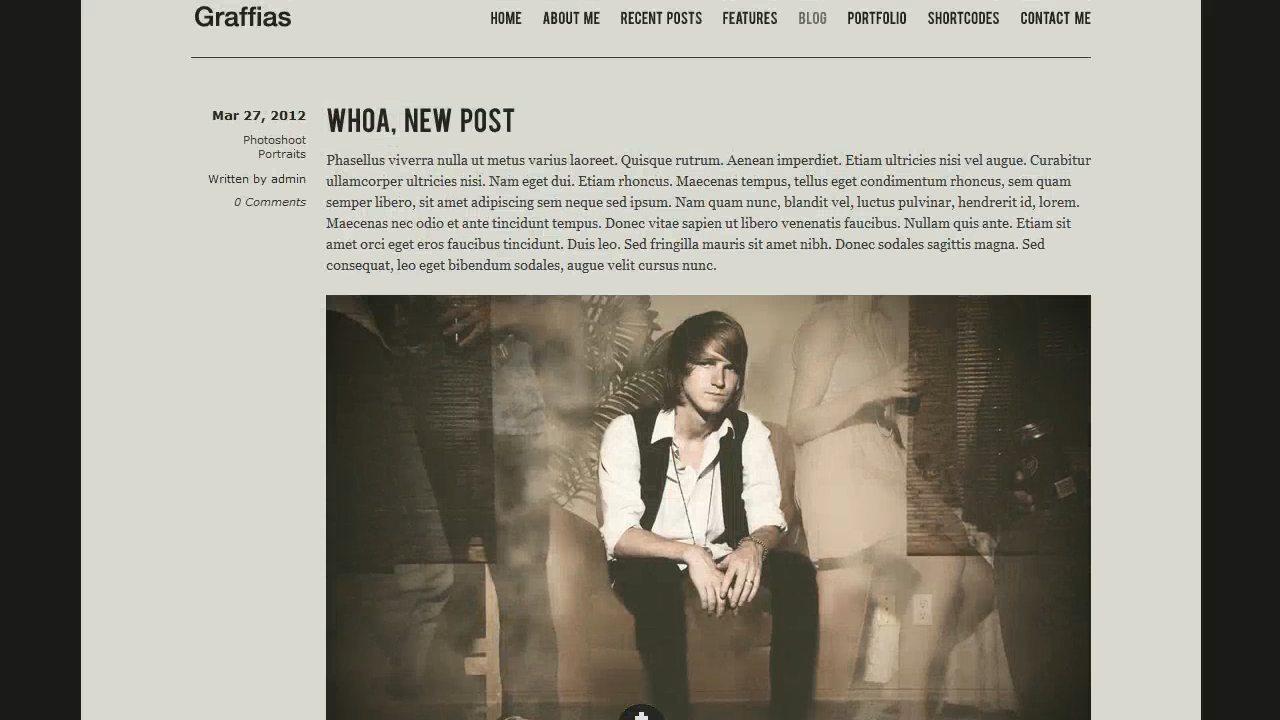 Graffias
HOME ABOUT ME RECENT POSTS FEATURES BLOG PORTFOLIO SHORTCODES CONTACT ME
Mar 27, 2012
Photoshoot
Portraits
Written by admin
0 Comments
WHOA, NEW POST
Phasellus viverra nulla ut metus varius laoreet. Quisque rutrum. Aenean imperdiet. Etiam ultricies nisi vel augue. Curabitur
ullamcorper ultricies nisi. Nam eget dui. Etiam rhoncus. Maecenas tempus, tellus eget condimentum rhoncus, sem quam
semper libero, sit amet adipiscing sem neque sed ipsum. Nam quam nunc, blandit vel, luctus pulvinar, hendrerit id, lorem.
Maecenas nec odio et ante tincidunt tempus. Donec vitae sapien ut libero venenatis faucibus. Nullam quis ante. Etiam sit
amet orci eget eros faucibus tincidunt. Duis leo. Sed fringilla mauris sit amet nibh. Donec sodales sagittis magna. Sed
consequat, leo eget bibendum sodales, augue velit cursus nunc.